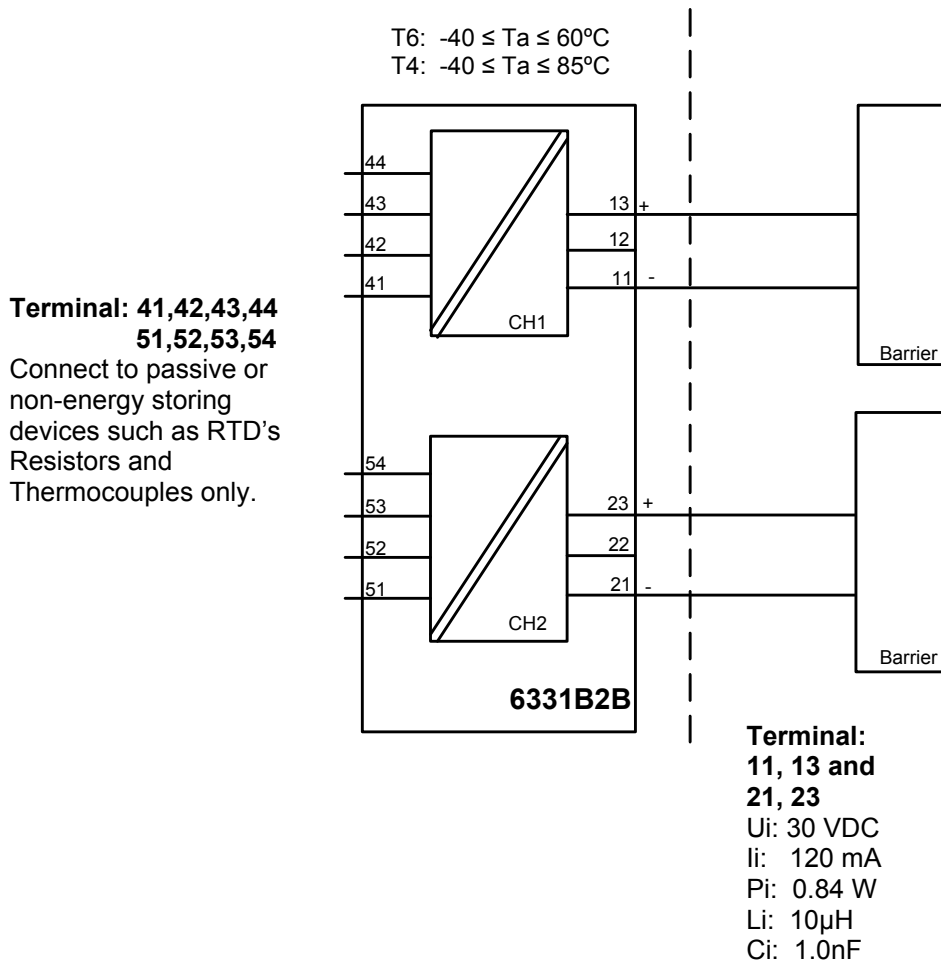 T6: -40 ≤ Ta ≤ 60ºC
T4: -40 ≤ Ta ≤ 85ºC
44
43
42
41
13 +
12
11 -
CH1
Barrier
Terminal: 41,42,43,44
51,52,53,54
Connect to passive or
non-energy storing
devices such as RTD’s
Resistors and
Thermocouples only.
54
53
52
51
23 +
22
21 -
CH2
Barrier
6331B2B
Terminal:
11, 13 and
21, 23
Ui: 30 VDC
Ii: 120 mA
Pi: 0.84 W
Li: 10µH
Ci: 1.0nF